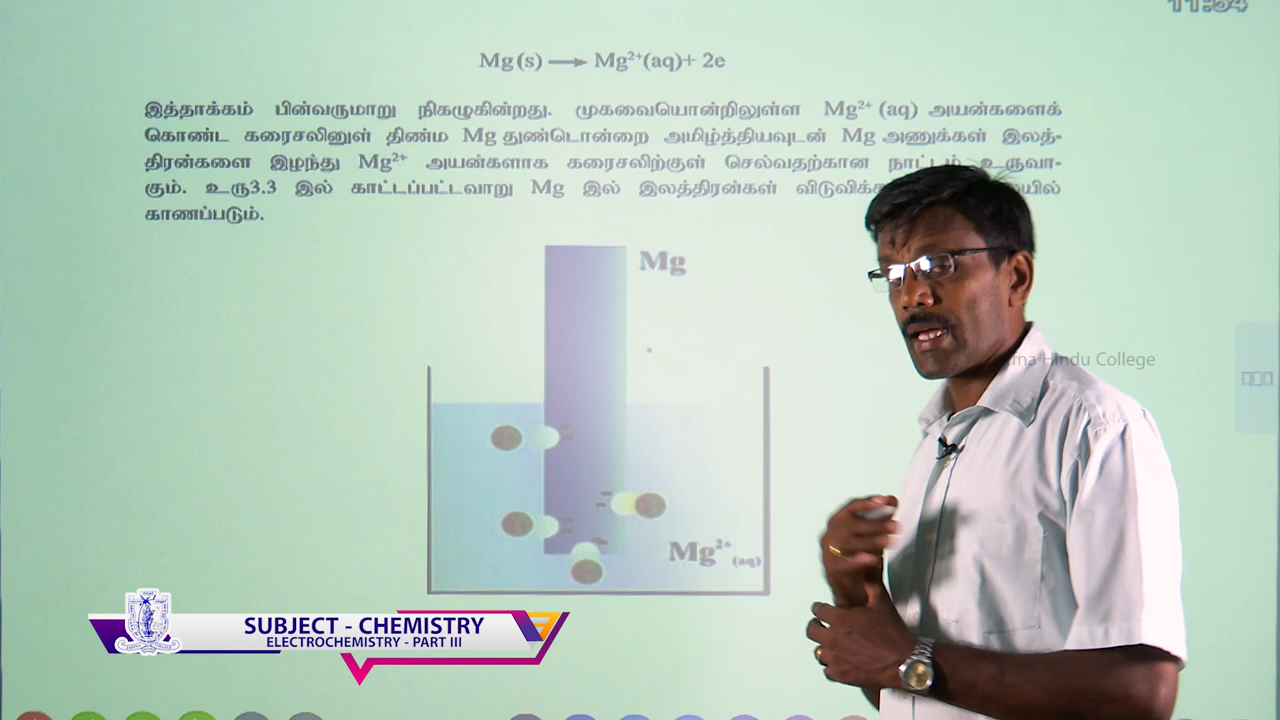 11:54
Mg(s) ⟶ Mg²⁺(aq)+ 2e
இத்தாக்கம் பின்வருமாறு நிகழுகின்றது. முகவையொன்றிலுள்ள Mg²⁺ (aq) அயன்களைக்
கொண்ட கரைசலினுள் திண்ம Mg துண்டொன்றை அமிழ்த்தியவுடன் Mg அணுக்கள் இலத்-
திரன்களை இழந்து Mg²⁺ அயன்களாக கரைசலிற்குள் செல்வதற்கான நாட்டம் உருவா-
கும். உரு3.3 இல் காட்டப்பட்டவாறு Mg இல் இலத்திரன்கள்
காணப்படும்.
Mg
Hindu College
Mg²⁺(aq)
SUBJECT - CHEMISTRY
ELECTROCHEMISTRY - PART III